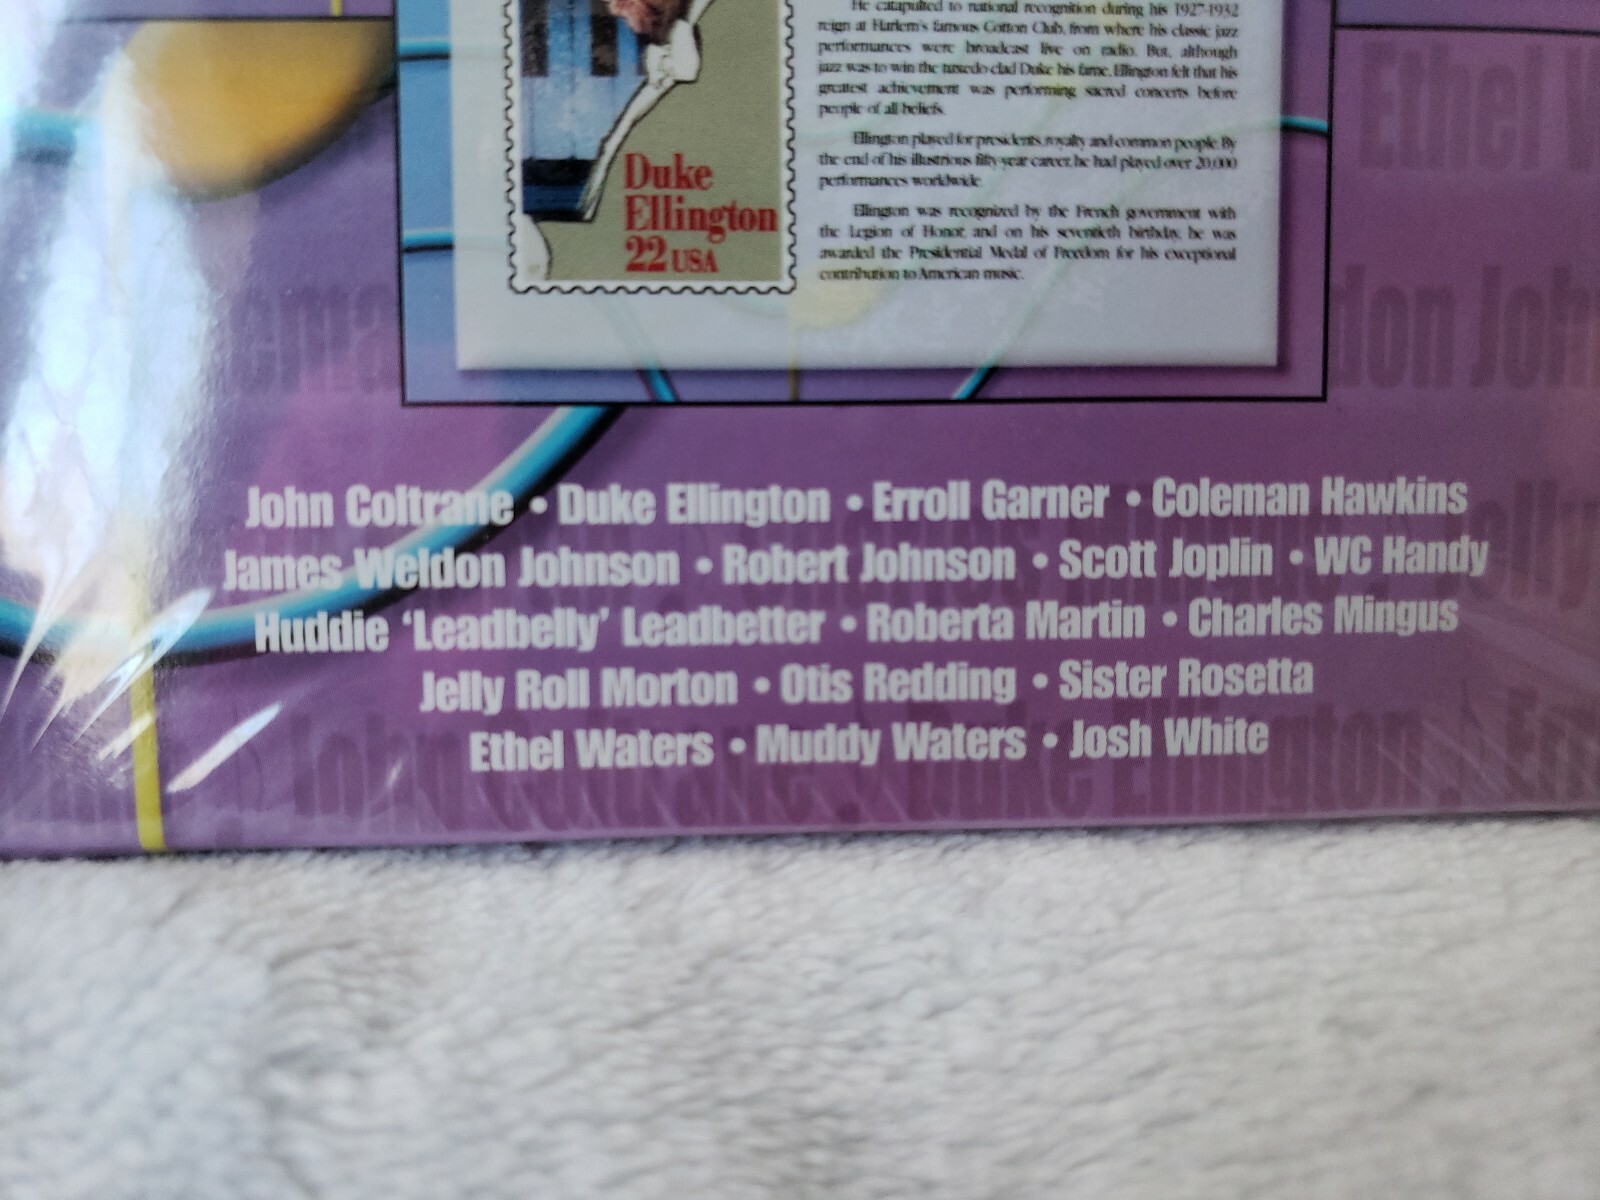 He catapulted to national recognition during his 1927-1932
reign at Harlem's famous Cotton Club, from where his classic jazz
performances were broadcast live on radio. But, although
jazz was to win the tuxedo-clad Duke his fame, Ellington felt that his
greatest achievement was performing sacred concerts before
people of all beliefs.
Ellington played for presidents, royalty and common people. By
the end of his illustrious fifty-year career, he had played over 20,000
performances worldwide.
Ellington was recognized by the French government with
the Legion of Honor, and on his seventieth birthday, he was
awarded the Presidential Medal of Freedom for his exceptional
contribution to American music.
Duke
Ellington
22 USA
Ethel
don Joh
John Coltrane • Duke Ellington • Erroll Garner • Coleman Hawkins
James Weldon Johnson • Robert Johnson • Scott Joplin • WC Handy
Huddie ‘Leadbelly’ Leadbetter • Roberta Martin • Charles Mingus
Jelly Roll Morton • Otis Redding • Sister Rosetta
Ethel Waters • Muddy Waters • Josh White
John Coltrane Duke Ellington